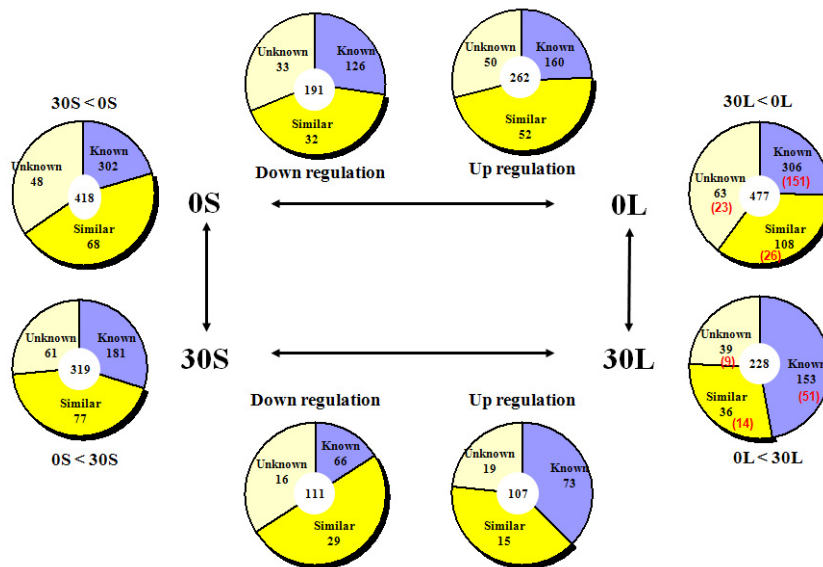 Unknown
33
Known
126
191
Similar
32
Down regulation
Unknown
50
Known
160
262
Similar
52
Up regulation
30S < 0S
Unknown
48
Known
302
418
Similar
68
0S
0L
30L < 0L
Known
306
(151)
Unknown
63
(23)
477
Similar
108
(26)
Unknown
61
Known
181
319
Similar
77
0S < 30S
30S
30L
Unknown
39
(9)
228
Known
153
(51)
Similar
36
(14)
0L < 30L
Down regulation
Known
66
Unknown
16
111
Similar
29
Up regulation
Unknown
19
Known
73
107
Similar
15